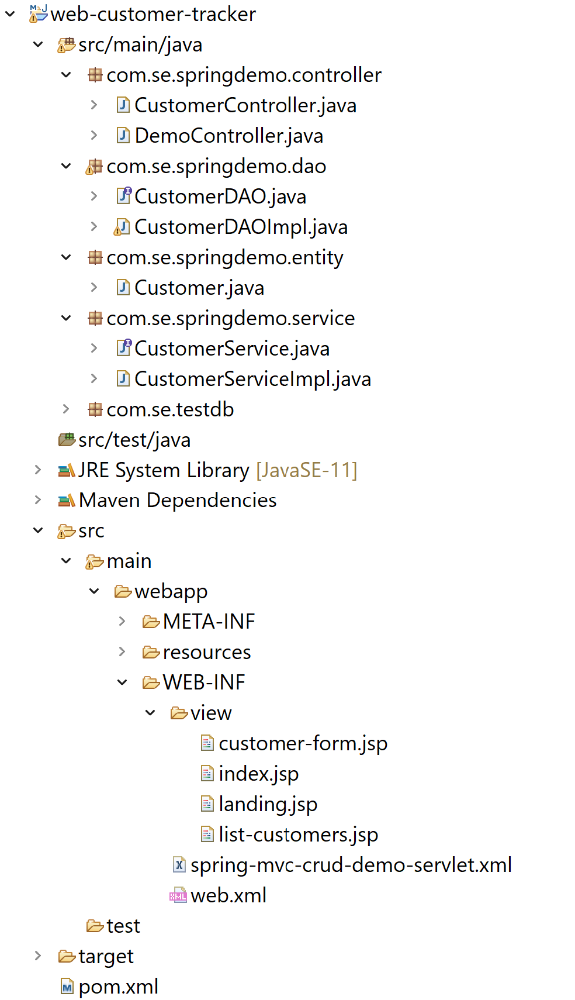 web-customer-tracker
src/main/java
com.se.springdemo.controller
CustomerController.java
DemoController.java
com.se.springdemo.dao
CustomerDAO.java
CustomerDAOImpl.java
com.se.springdemo.entity
Customer.java
com.se.springdemo.service
CustomerService.java
CustomerServiceImpl.java
com.se.testdb
src/test/java
JRE System Library [JavaSE-11]
Maven Dependencies
src
main
webapp
META-INF
resources
WEB-INF
view
customer-form.jsp
index.jsp
landing.jsp
list-customers.jsp
spring-mvc-crud-demo-servlet.xml
web.xml
test
target
pom.xml